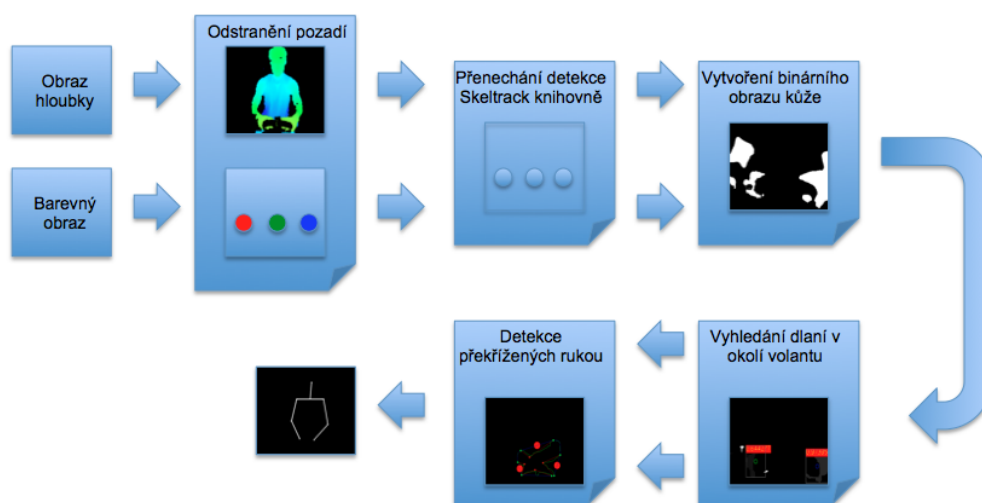 Obraz
hloubky
Barevný
obraz
Odstranění pozadí
Přenechání detekce
Skeltrack knihovně
Vytvoření binárního
obrazu kůže
Vyhledání dlaní v
okolí volantu
Detekce
překřížených rukou